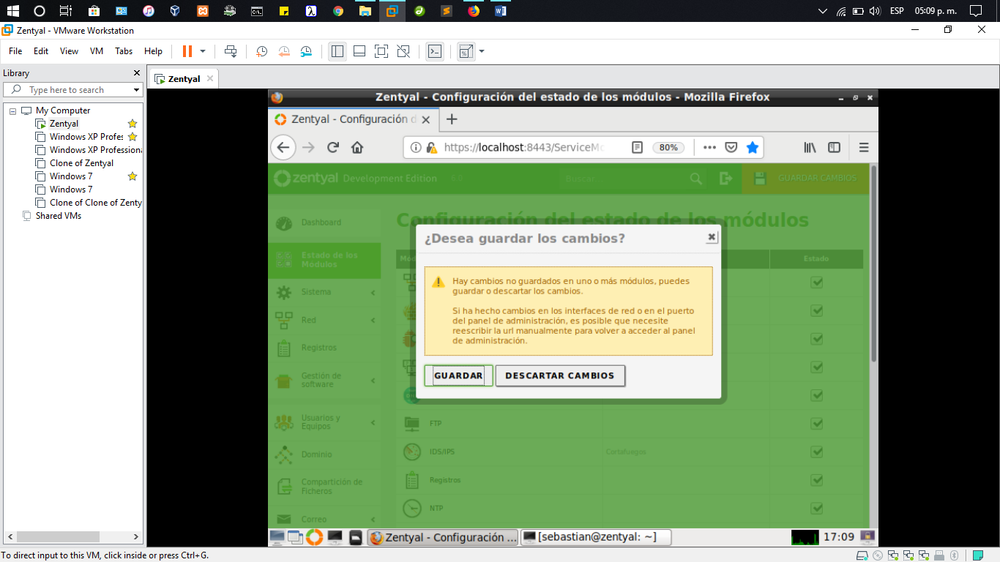 ESP
05:09 p. m.
Zentyal - VMware Workstation
File Edit View VM Tabs Help
Library
Type here to search
My Computer
Zentyal
Windows XP Profes
Windows XP Professiona
Clone of Zentyal
Windows 7
Windows 7
Clone of Clone of Zenty
Shared VMs
Zentyal
Zentyal - Configuración del estado de los módulos - Mozilla Firefox
Zentyal - Configuración d
https://localhost:8443/ServiceMo
80%
zentyal Development Edition 6.0
Buscar...
GUARDAR CAMBIOS
Dashboard
Estado de los
Módulos
Sistema
Red
Registros
Gestión de
software
Usuarios y
Equipos
Dominio
Compartición de
Ficheros
Correo
Configuración del estado de los módulos
Estado
¿Desea guardar los cambios?
Hay cambios no guardados en uno o más módulos, puedes
guardar o descartar los cambios.
Si ha hecho cambios en los interfaces de red o en el puerto
del panel de administración, es posible que necesite
reescribir la url manualmente para volver a acceder al panel
de administración.
GUARDAR
DESCARTAR CAMBIOS
FTP
IDS/IPS
Cortafuegos
Registros
NTP
Zentyal - Configuración ...
[sebastian@zentyal: ~]
17:09
To direct input to this VM, click inside or press Ctrl+G.